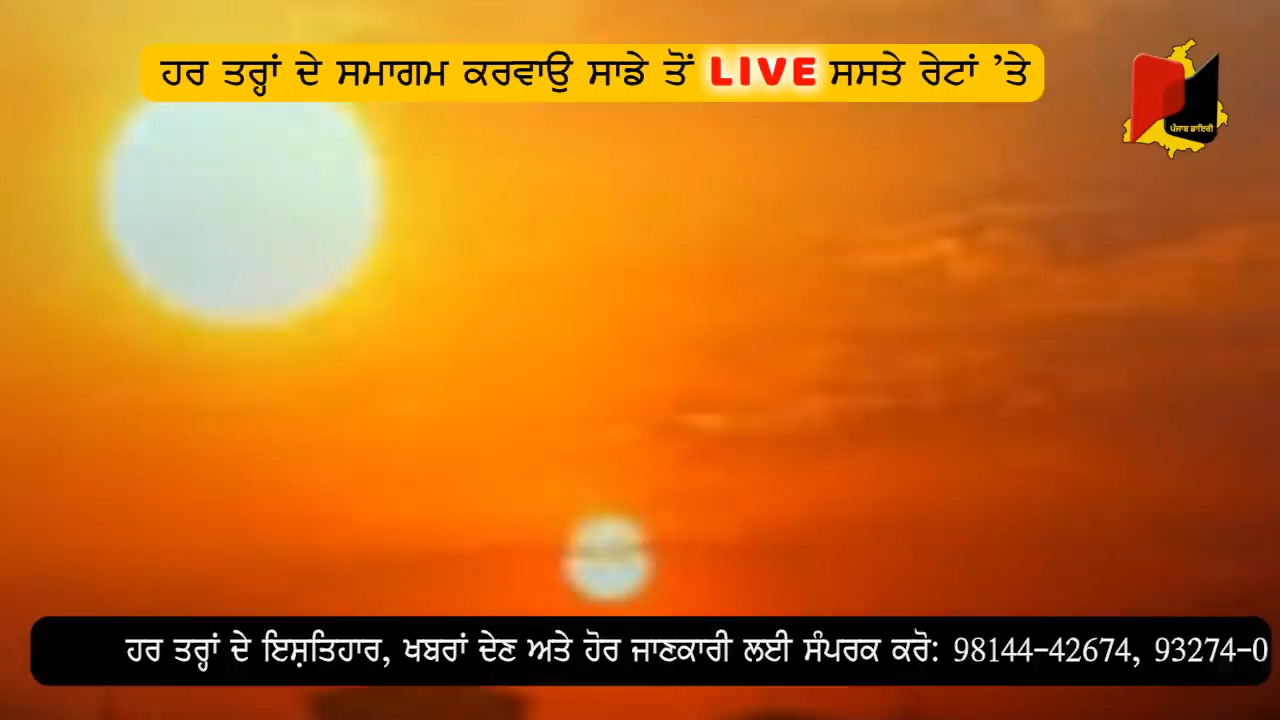 ਹਰ ਤਰ੍ਹਾਂ ਦੇ ਸਮਾਗਮ ਕਰਵਾਉ ਸਾਡੇ ਤੋਂ LIVE ਸਸਤੇ ਰੇਟਾਂ ’ਤੇ
ਪੰਜਾਬ ਡਾਇਰੀ
ਹਰ ਤਰ੍ਹਾਂ ਦੇ ਇਸ਼ਤਿਹਾਰ, ਖਬਰਾਂ ਦੇਣ ਅਤੇ ਹੋਰ ਜਾਣਕਾਰੀ ਲਈ ਸੰਪਰਕ ਕਰੋ: 98144-42674, 93274-0